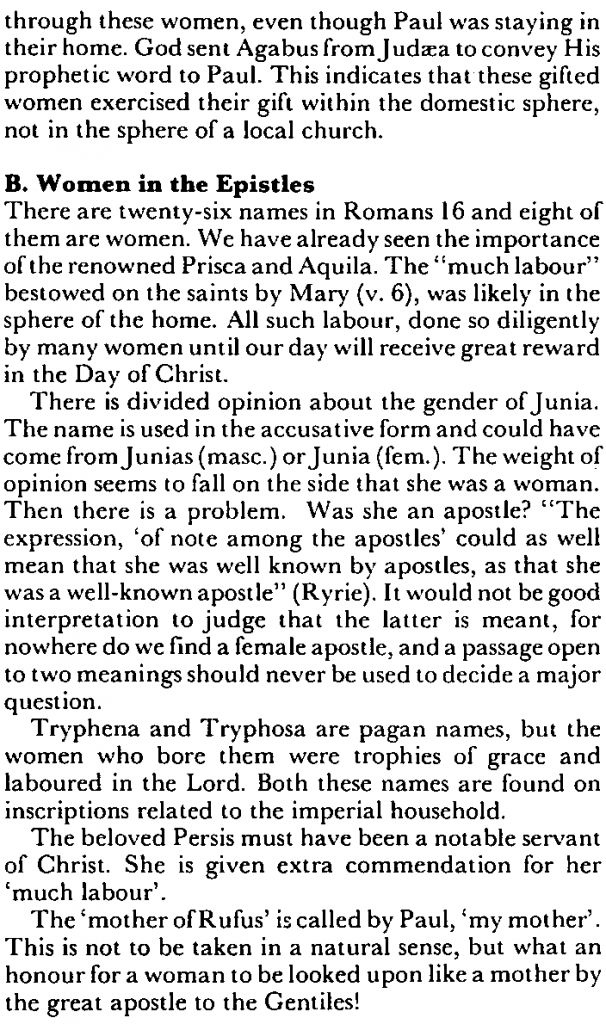 through these women, even though Paul was staying in
their home. God sent Agabus from Judæa to convey His
prophetic word to Paul. This indicates that these gifted
women exercised their gift within the domestic sphere,
not in the sphere of a local church.
B. Women in the Epistles
There are twenty-six names in Romans 16 and eight of
them are women. We have already seen the importance
of the renowned Prisca and Aquila. The “much labour”
bestowed on the saints by Mary (v. 6), was likely in the
sphere of the home. All such labour, done so diligently
by many women until our day will receive great reward
in the Day of Christ.
There is divided opinion about the gender of Junia.
The name is used in the accusative form and could have
come from Junias (masc.) or Junia (fem.). The weight of
opinion seems to fall on the side that she was a woman.
Then there is a problem. Was she an apostle? “The
expression, ‘of note among the apostles’ could as well
mean that she was well known by apostles, as that she
was a well-known apostle” (Ryrie). It would not be good
interpretation to judge that the latter is meant, for
nowhere do we find a female apostle, and a passage open
to two meanings should never be used to decide a major
question.
Tryphena and Tryphosa are pagan names, but the
women who bore them were trophies of grace and
laboured in the Lord. Both these names are found on
inscriptions related to the imperial household.
The beloved Persis must have been a notable servant
of Christ. She is given extra commendation for her
‘much labour’.
The ‘mother of Rufus’ is called by Paul, ‘my mother’.
This is not to be taken in a natural sense, but what an
honour for a woman to be looked upon like a mother by
the great apostle to the Gentiles!